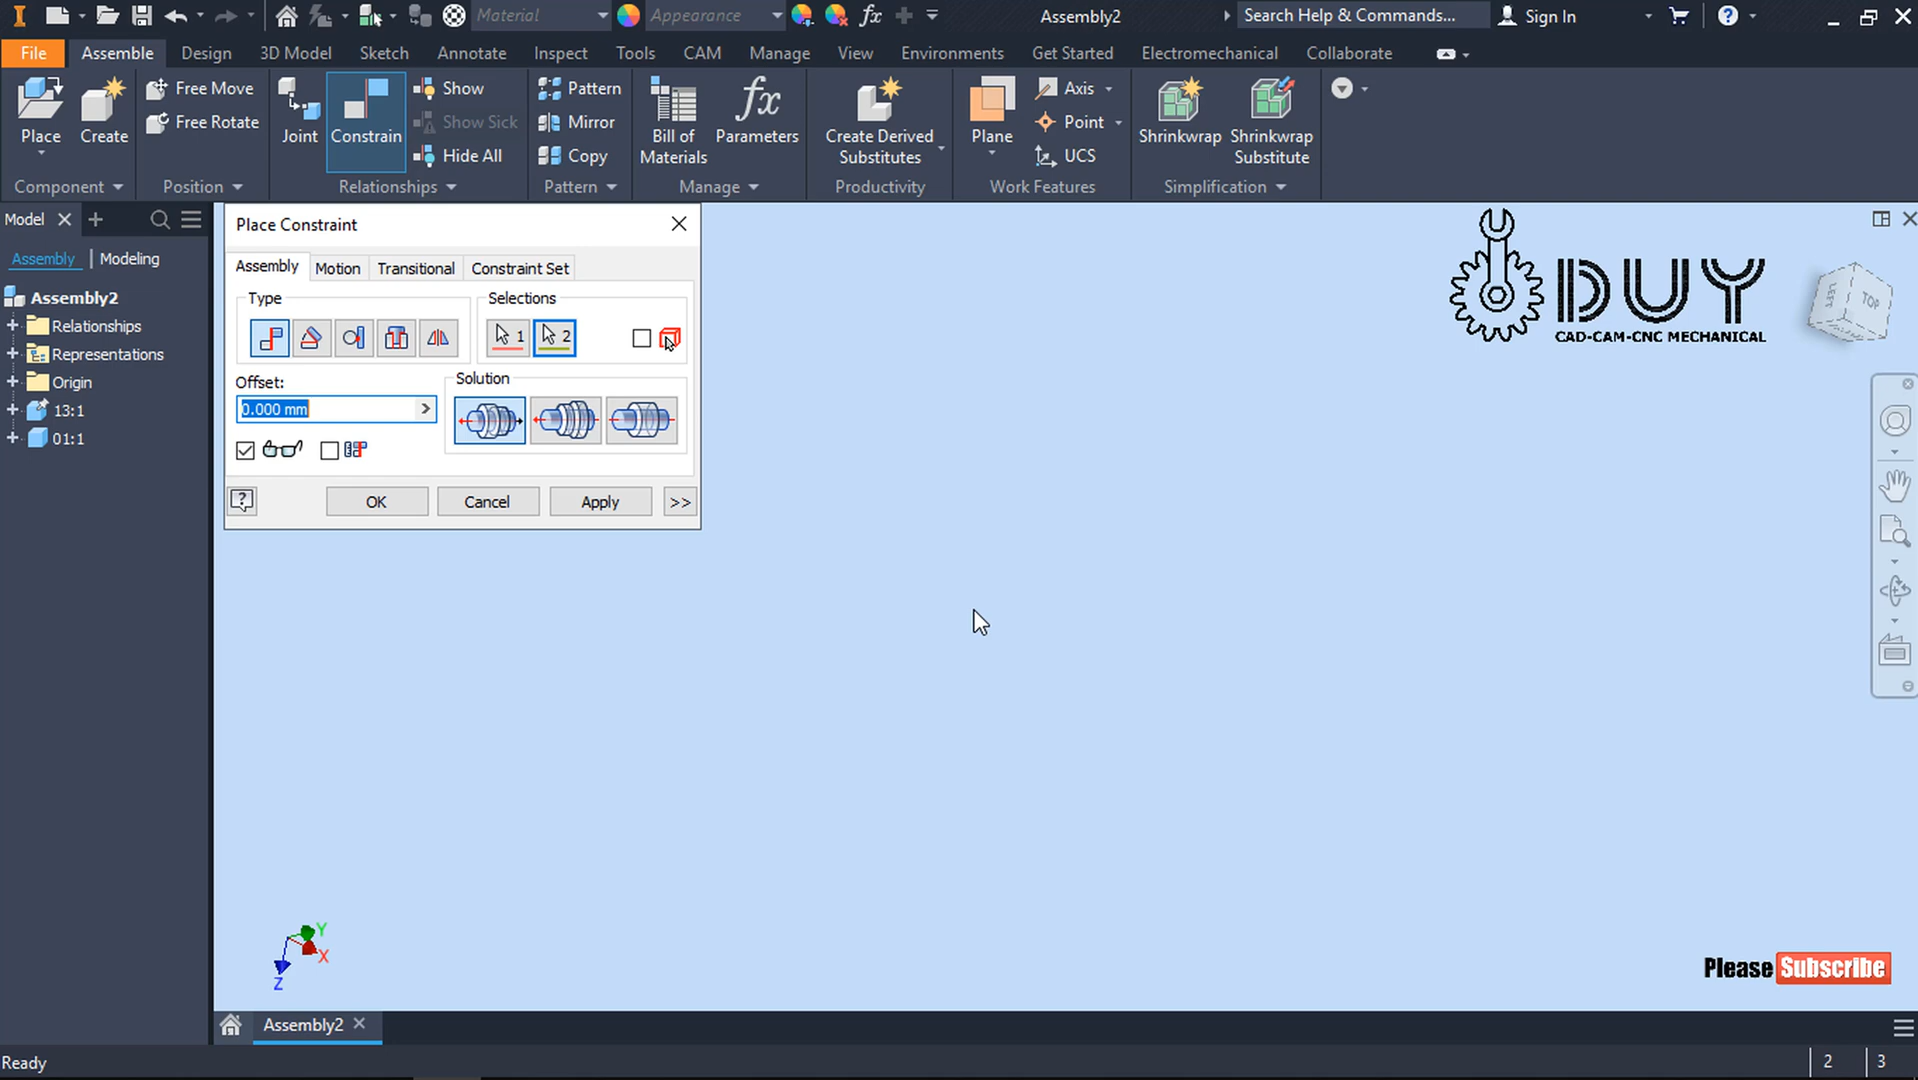 Material
Appearance
Assembly2
Search Help & Commands...
Sign In
File
Assemble
Design
3D Model
Sketch
Annotate
Inspect
Tools
CAM
Manage
View
Environments
Get Started
Electromechanical
Collaborate
Place
Create
Free Move
Free Rotate
Joint
Constrain
Show
Show Sick
Hide All
Pattern
Mirror
Copy
Bill of
Materials
Parameters
Create Derived
Substitutes
Plane
Axis
Point
UCS
Shrinkwrap
Shrinkwrap
Substitute
Component
Position
Relationships
Pattern
Manage
Productivity
Work Features
Simplification
Model
Assembly
Modeling
Assembly2
Relationships
Representations
Origin
13:1
01:1
Place Constraint
Assembly
Motion
Transitional
Constraint Set
Type
Selections
1
2
Offset:
0.000 mm
Solution
OK
Cancel
Apply
>>
DUY
CAD-CAM-CNC MECHANICAL
LEFT
TOP
Y
X
Z
Please Subscribe
Assembly2
Ready
2
3